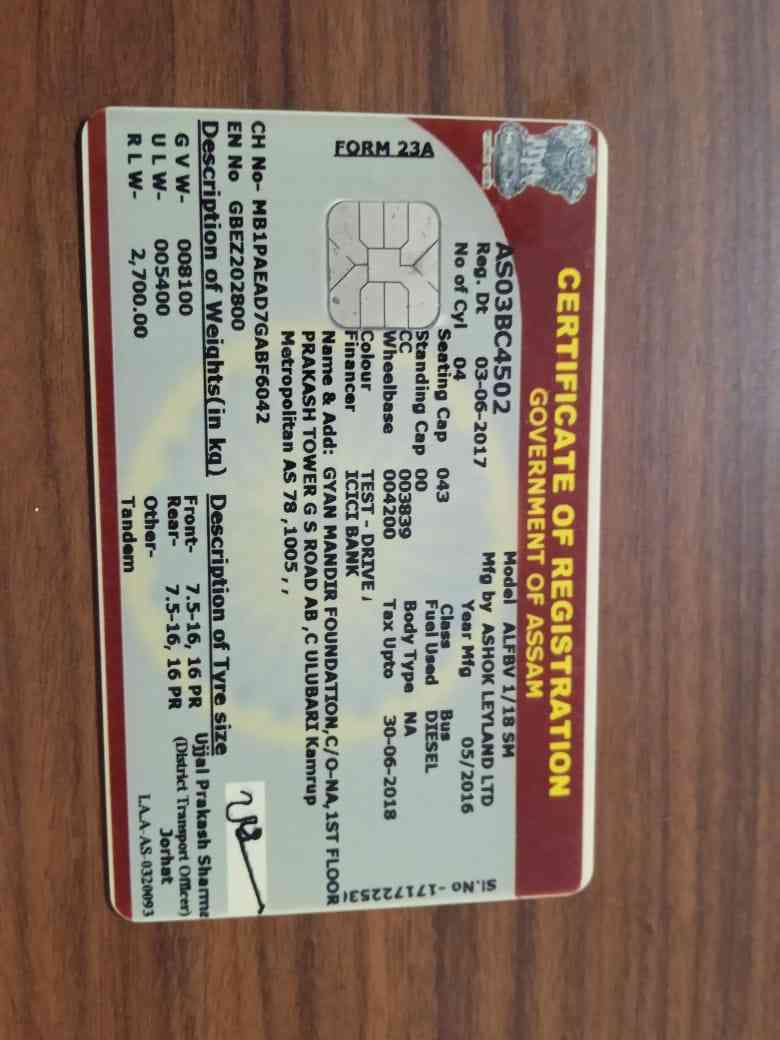 CERTIFICATE OF REGISTRATION
GOVERNMENT OF ASSAM
FORM 23A
AS03BC4502 Model ALFBV 1/18 SM
Reg. Dt 03-06-2017 Mfg by ASHOK LEYLAND LTD
No of Cyl 04 Year Mfg 05/2016
Seating Cap 043 Class Bus
Standing Cap 00 Fuel Used DIESEL
CC 003839 Body Type NA
Wheelbase 004200 Tax Upto 30-06-2018
Colour TEST - DRIVE /
Financer ICICI BANK
Name & Add: GYAN MANDIR FOUNDATION,C/O-NA,1ST FLOOR
PRAKASH TOWER G S ROAD AB ,C ULUBARI Kamrup
Metropolitan AS 78 ,1005 , ,
Sl.No -17172253
CH No- MB1PAEAD7GABF6042
EN No GBEZ202800
Description of Weights(in kg) Description of Tyre size
G V W- 008100 Front- 7.5-16, 16 PR
U L W- 005400 Rear- 7.5-16, 16 PR
R L W- 2,700.00 Other-
Tandem
Ujjal Prakash Sharma
(District Transport Officer)
Jorhat
I.A.A-AS-0320093